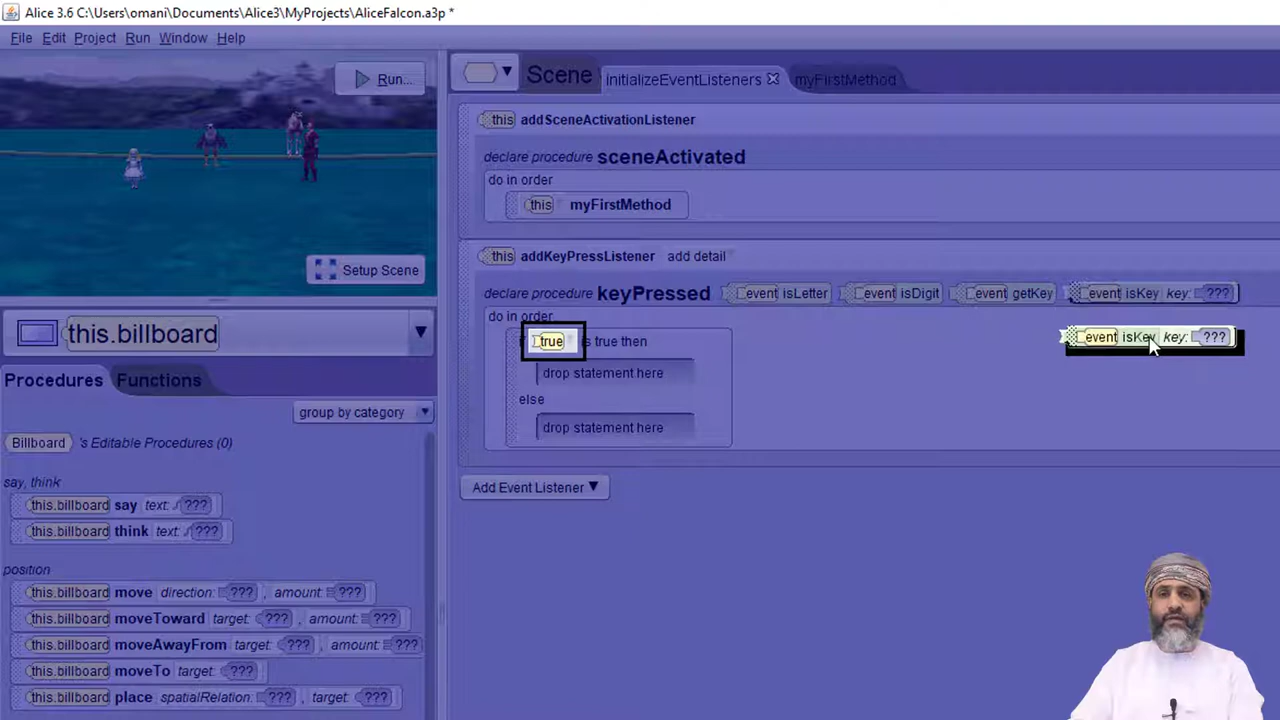 Alice 3.6 C:\Users\omani\Documents\Alice3\MyProjects\AliceFalcon.a3p *
File Edit Project Run Window Help
Run...
Setup Scene
Scene initializeEventListeners myFirstMethod
this addSceneActivationListener
declare procedure sceneActivated
do in order
this myFirstMethod
this addKeyPressListener add detail
declare procedure keyPressed event isLetter event isDigit event getKey event isKey key: ???
do in order
true is true then
event isKey key: ???
drop statement here
else
drop statement here
Add Event Listener
this.billboard
Procedures Functions
group by category
Billboard 's Editable Procedures (0)
say, think
this.billboard say text: ???
this.billboard think text: ???
position
this.billboard move direction: ??? , amount: ???
this.billboard moveToward target: ??? , amount: ???
this.billboard moveAwayFrom target: ??? , amount: ???
this.billboard moveTo target: ???
this.billboard place spatialRelation: ??? , target: ???